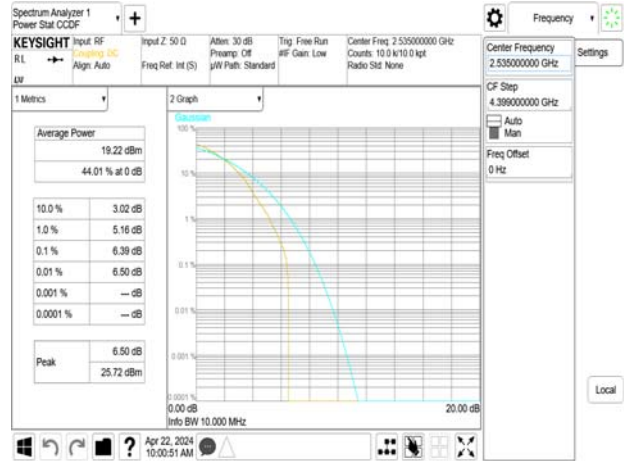 Spectrum Analyzer 1
Power Stat CCDF
+
Frequency
KEYSIGHT
RL
Input: RF
Coupling: DC
Align: Auto
Input Z: 50 Ω
Freq Ref: Int (S)
Atten: 30 dB
Preamp: Off
µW Path: Standard
Trig: Free Run
#IF Gain: Low
Center Freq: 2.535000000 GHz
Counts: 10.0 k/10.0 kpt
Radio Std: None
Center Frequency
2.535000000 GHz
Settings
CF Step
4.399000000 GHz
Auto
Man
Freq Offset
0 Hz
1 Metrics
2 Graph
Average Power
19.22 dBm
44.01 % at 0 dB
10.0 % 3.02 dB
1.0 % 5.16 dB
0.1 % 6.39 dB
0.01 % 6.50 dB
0.001 % --- dB
0.0001 % --- dB
Peak
6.50 dB
25.72 dBm
Gaussian
100 %
10 %
1 %
0.1 %
0.01 %
0.001 %
0.0001 %
0.00 dB
20.00 dB
Info BW 10.000 MHz
Local
?
Apr 22, 2024
10:00:51 AM